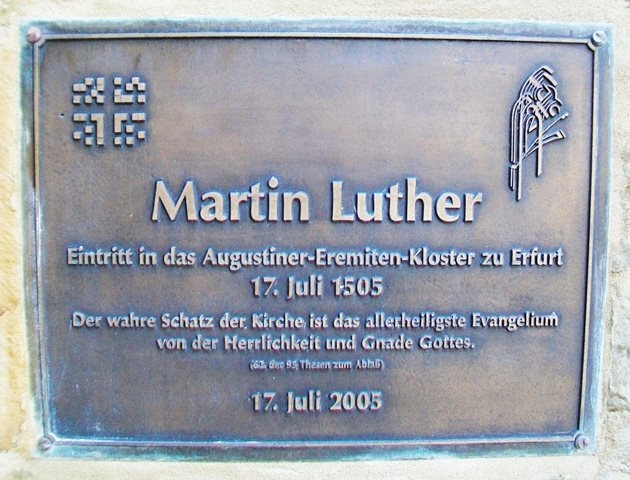 Martin Luther
Eintritt in das Augustiner-Eremiten-Kloster zu Erfurt
17. Juli 1505
Der wahre Schatz der Kirche ist das allerheiligste Evangelium
von der Herrlichkeit und Gnade Gottes.
(62. der 95 Thesen zum Ablaß)
17. Juli 2005